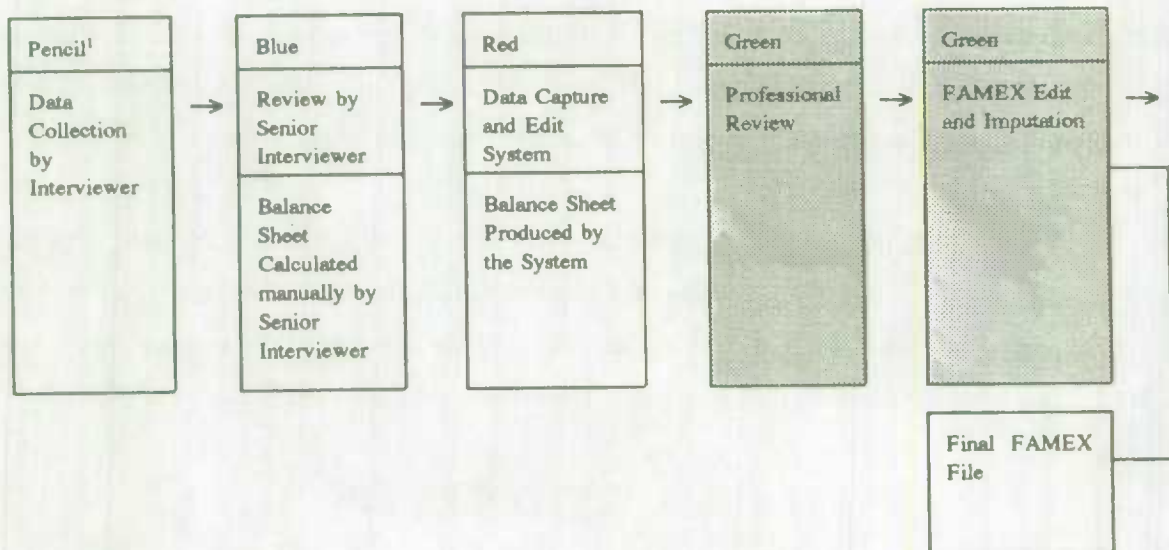 Pencil¹
Data
Collection
by
Interviewer
→
Blue
Review by
Senior
Interviewer
Balance
Sheet
Calculated
manually by
Senior
Interviewer
→
Red
Data Capture
and Edit
System
Balance Sheet
Produced by
the System
→
Green
Professional
Review
→
Green
FAMEX Edit
and Imputation
→
Final FAMEX
File